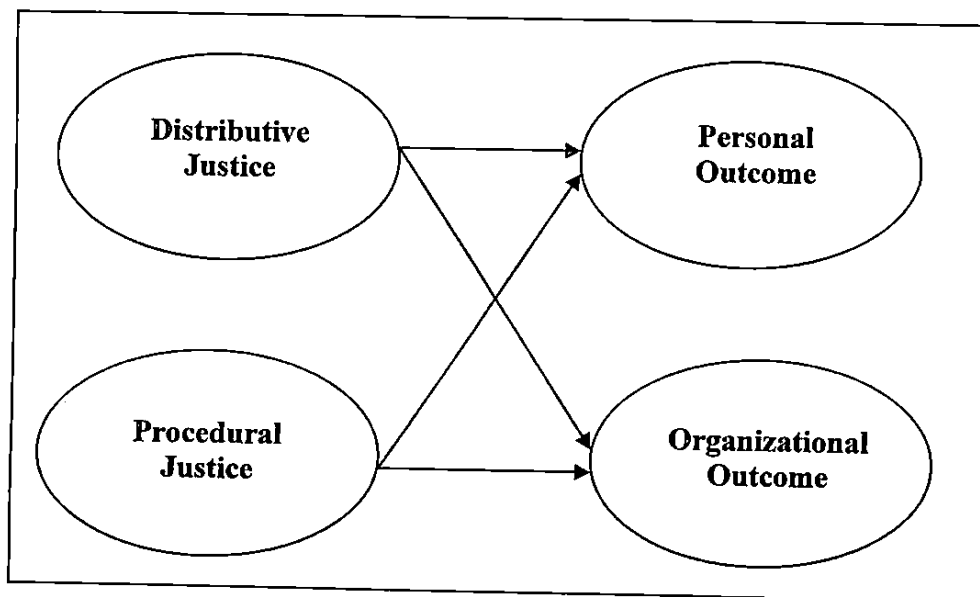 Distributive
Justice
Personal
Outcome
Procedural
Justice
Organizational
Outcome